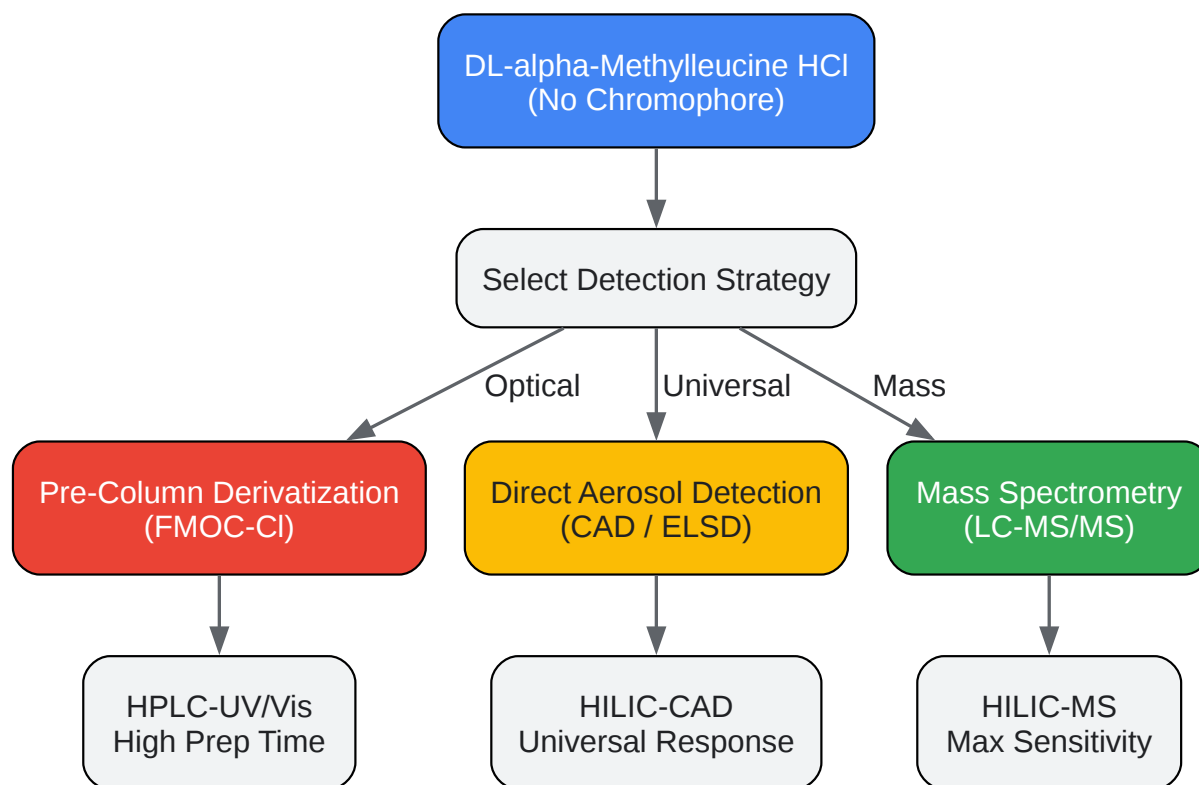 DL-alpha-Methylleucine HCl
(No Chromophore)
Select Detection Strategy
Optical
Universal
Mass
Pre-Column Derivatization
(FMOC-Cl)
Direct Aerosol Detection
(CAD / ELSD)
Mass Spectrometry
(LC-MS/MS)
HPLC-UV/Vis
High Prep Time
HILIC-CAD
Universal Response
HILIC-MS
Max Sensitivity